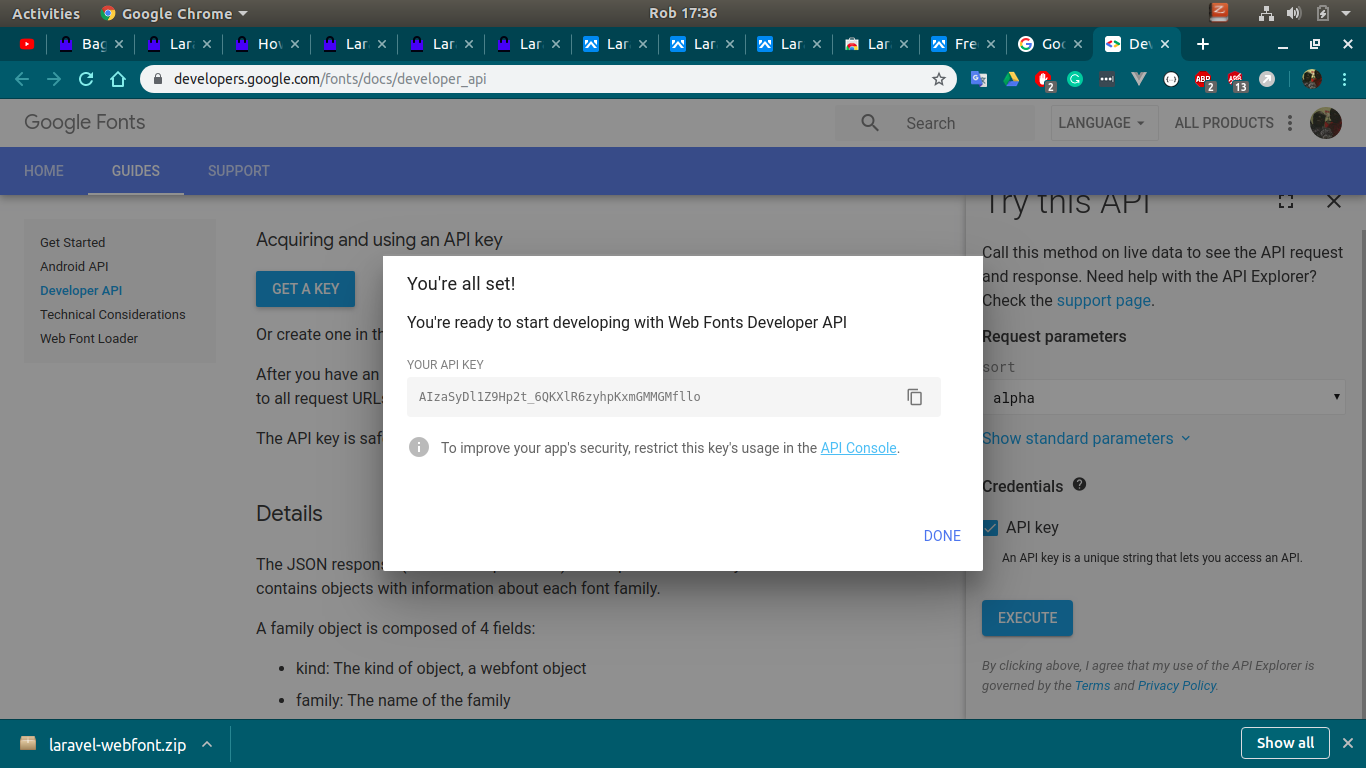 Activities
Google Chrome
Rob 17:36
Bag
Lara
How
Lara
Lara
Lara
Lara
Lara
Lara
Lara
Free
Goo
Dev
developers.google.com/fonts/docs/developer_api
2
2
13
Google Fonts
Search
LANGUAGE
ALL PRODUCTS
HOME
GUIDES
SUPPORT
Get Started
Android API
Developer API
Technical Considerations
Web Font Loader
Acquiring and using an API key
GET A KEY
Or create one in th
After you have an
to all request URLs
The API key is saf
Details
The JSON respons
contains objects with information about each font family.
A family object is composed of 4 fields:
kind: The kind of object, a webfont object
family: The name of the family
You're all set!
You're ready to start developing with Web Fonts Developer API
YOUR API KEY
AIzaSyDl1Z9Hp2t_6QKXlR6zyhpKxmGMMGMfllo
To improve your app's security, restrict this key's usage in the API Console.
DONE
Try this API
Call this method on live data to see the API request
and response. Need help with the API Explorer?
Check the support page.
Request parameters
sort
alpha
Show standard parameters
Credentials
API key
An API key is a unique string that lets you access an API.
EXECUTE
By clicking above, I agree that my use of the API Explorer is
governed by the Terms and Privacy Policy.
laravel-webfont.zip
Show all